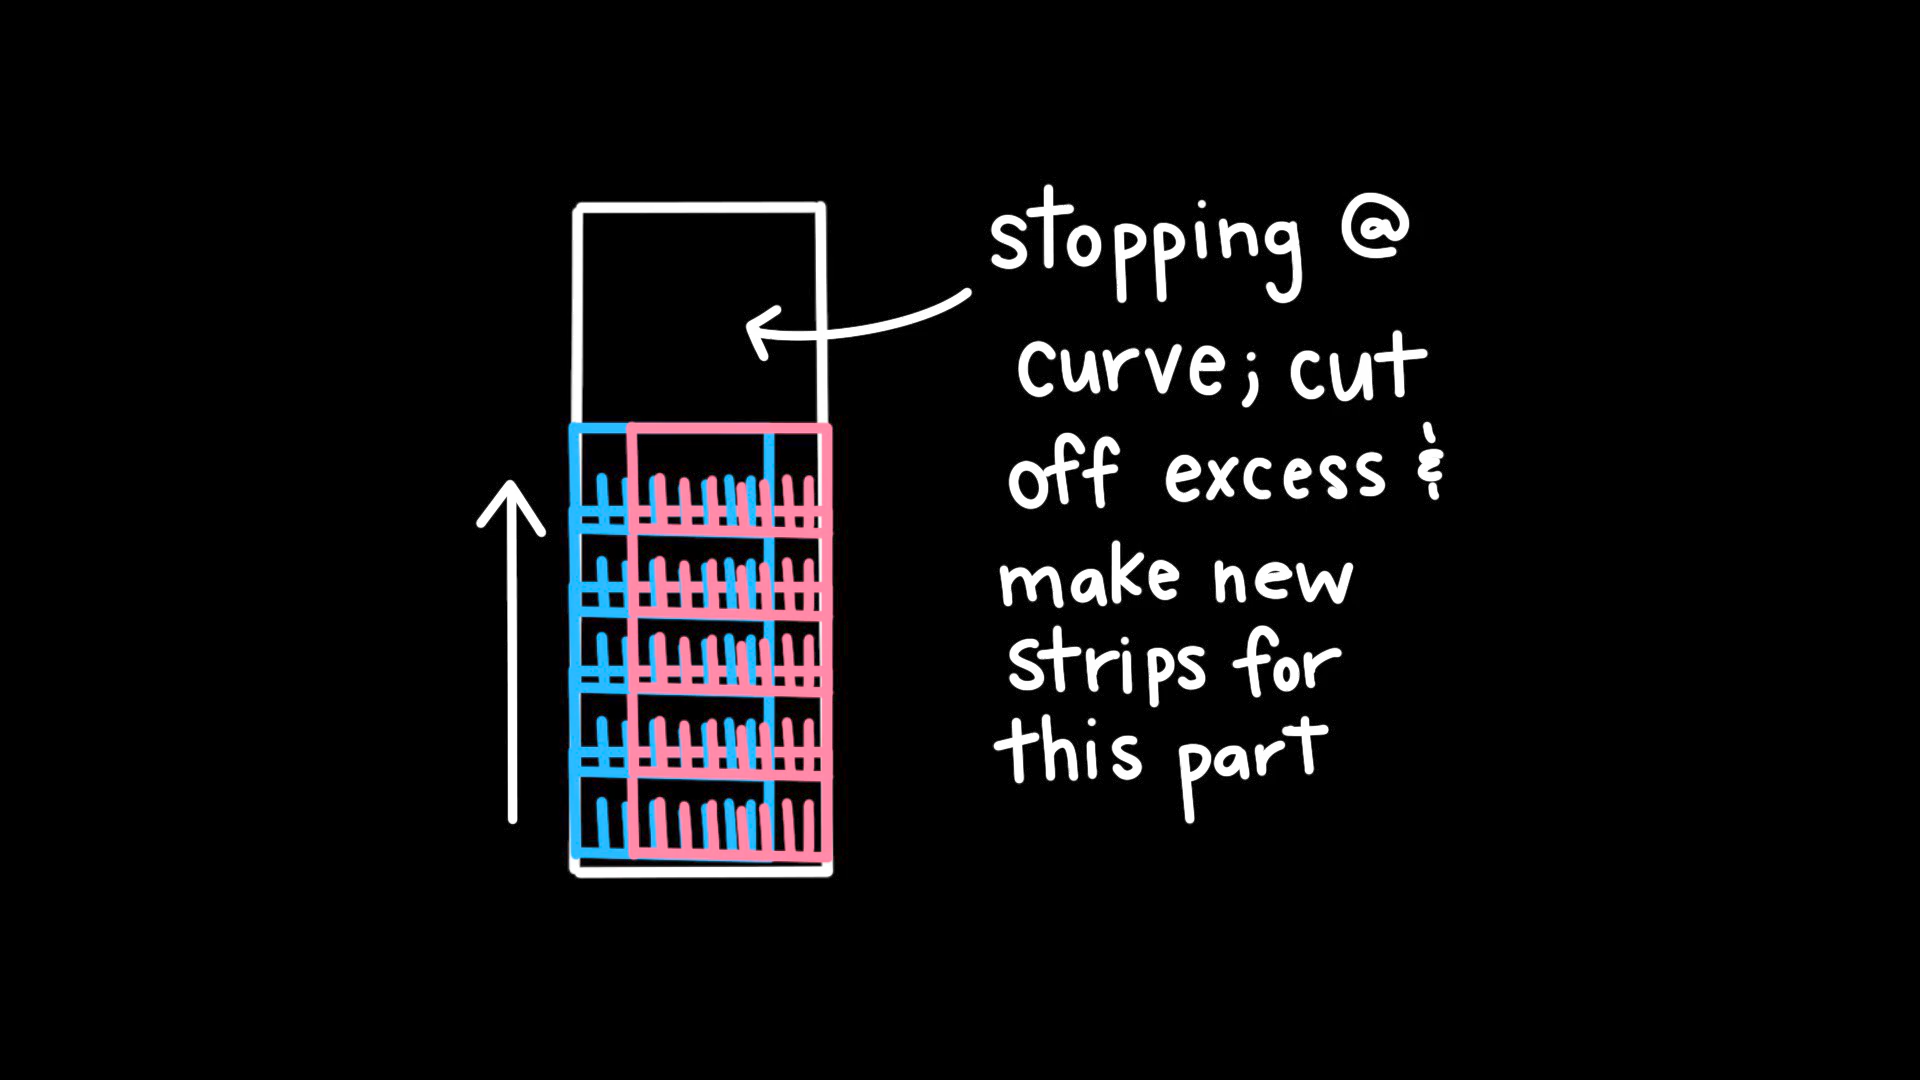 stopping @
curve; cut
off excess &
make new
strips for
this part